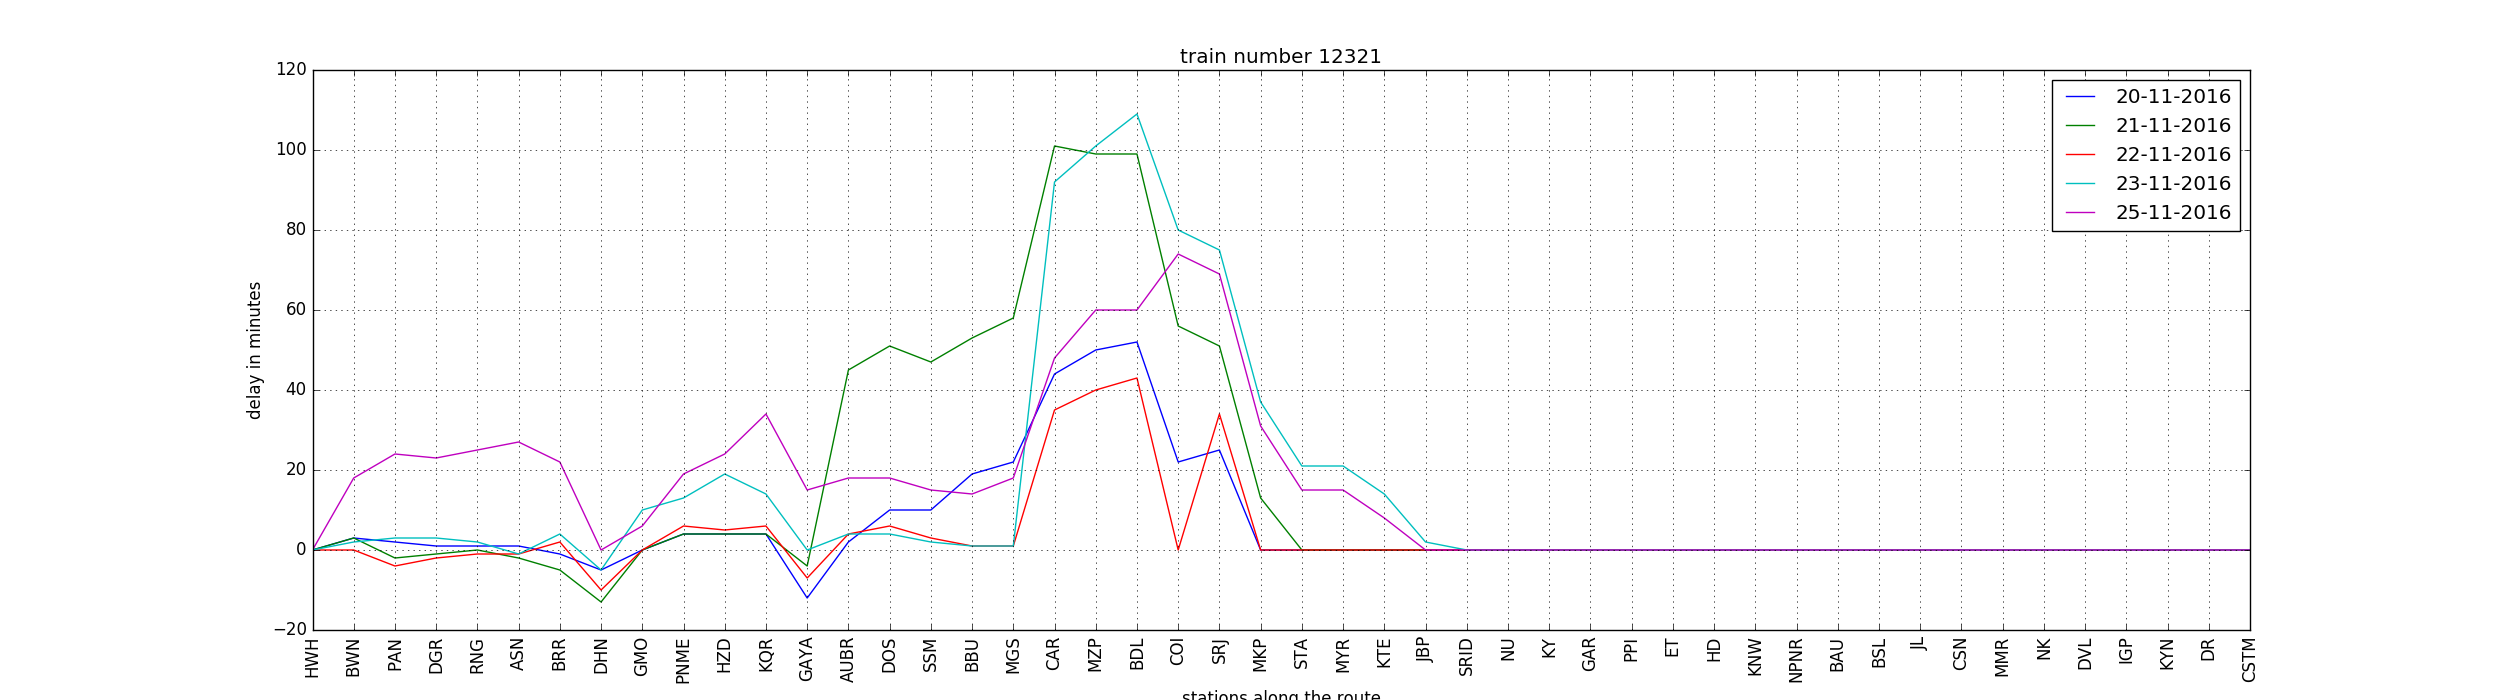 train number 12321
120
100
80
60
40
20
0
−20
delay in minutes
20-11-2016
21-11-2016
22-11-2016
23-11-2016
25-11-2016
HWH
BWN
PAN
DGR
RNG
ASN
BRR
DHN
GMO
PNME
HZD
KQR
GAYA
AUBR
DOS
SSM
BBU
MGS
CAR
MZP
BDL
COI
SRJ
MKP
STA
MYR
KTE
JBP
SRID
NU
KY
GAR
PPI
ET
HD
KNW
NPNR
BAU
BSL
JL
CSN
MMR
NK
DVL
IGP
KYN
DR
CSTM
stations along the route